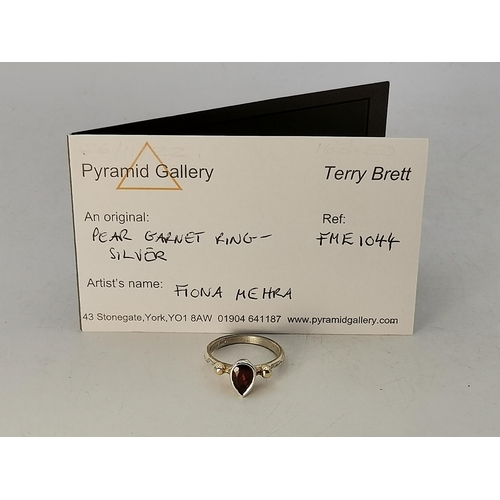 Pyramid Gallery Terry Brett
An original: Ref:
PEAR GARNET RING- FME1044
SILVER
Artist's name: FIONA MEHRA
43 Stonegate,York,YO1 8AW 01904 641187 www.pyramidgallery.com